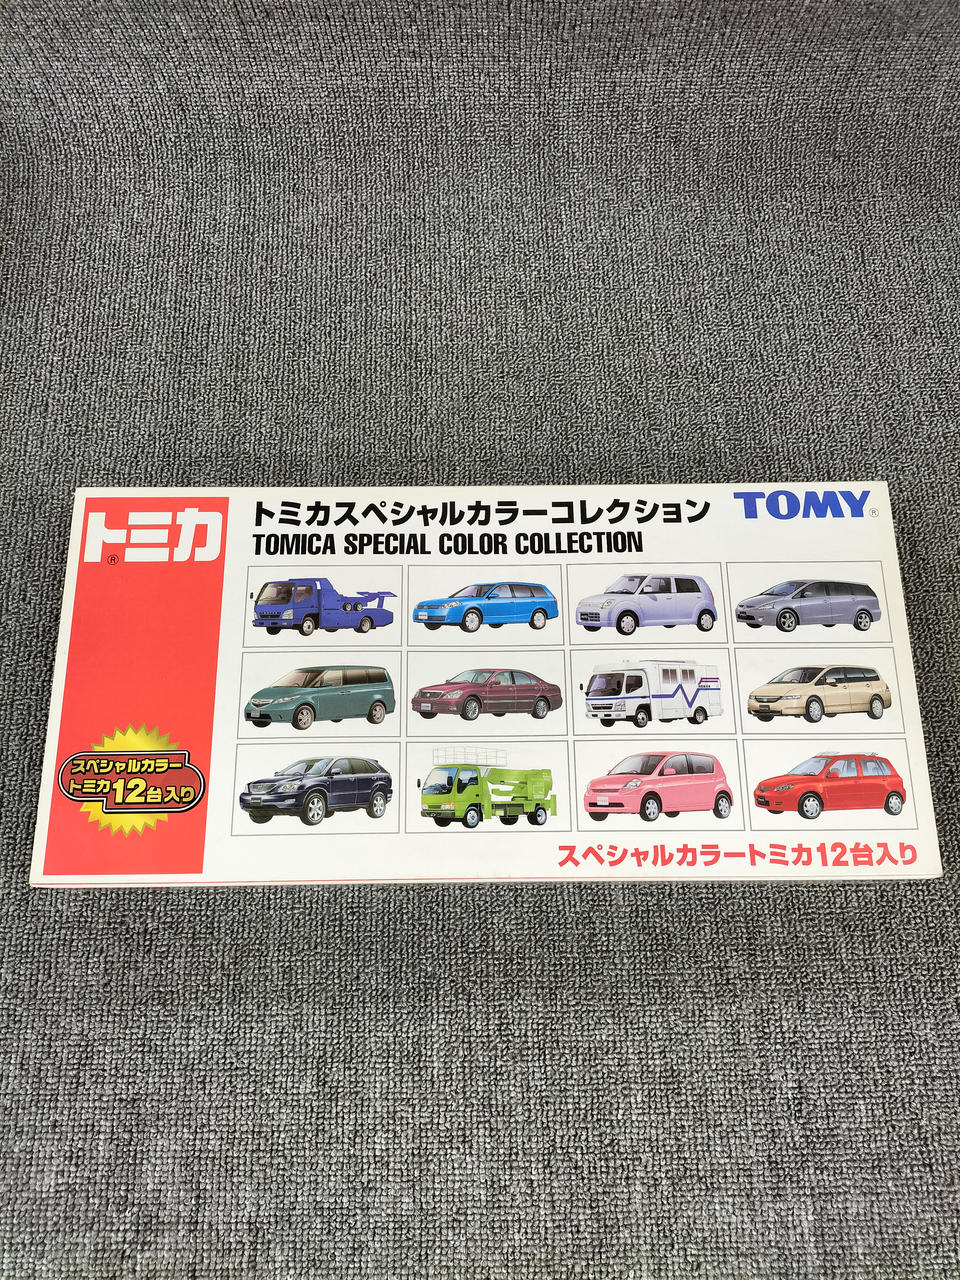 トミカ®
トミカスペシャルカラーコレクション
TOMICA SPECIAL COLOR COLLECTION
TOMY®
スペシャルカラー
トミカ12台入り
スペシャルカラートミカ12台入り